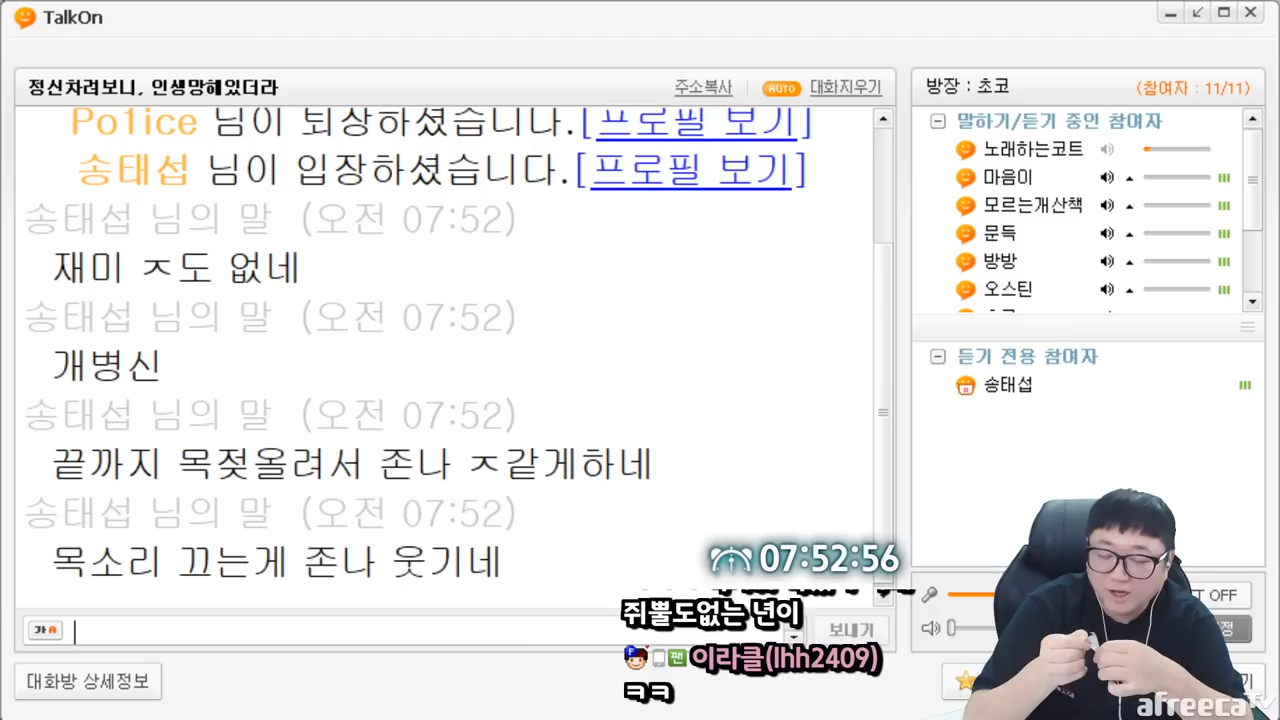 TalkOn
정신차려보니, 인생망해있더라
주소복사
AUTO
대화지우기
Po1ice 님이 퇴장하셨습니다.[프로필 보기]
송태섭 님이 입장하셨습니다.[프로필 보기]
송태섭 님의 말 (오전 07:52)
재미 ㅈ도 없네
송태섭 님의 말 (오전 07:52)
개병신
송태섭 님의 말 (오전 07:52)
끝까지 목젖올려서 존나 ㅈ같게하네
송태섭 님의 말 (오전 07:52)
목소리 끄는게 존나 웃기네
가A
보내기
대화방 상세정보
방장 : 초코
(참여자 : 11/11)
말하기/듣기 중인 참여자
노래하는코트
마음이
모르는개산책
문득
방방
오스틴
듣기 전용 참여자
송태섭
OFF
07:52:56
쥐뿔도없는 년이
팬
이라클(lhh2409)
ㅋㅋ
afreecaTV